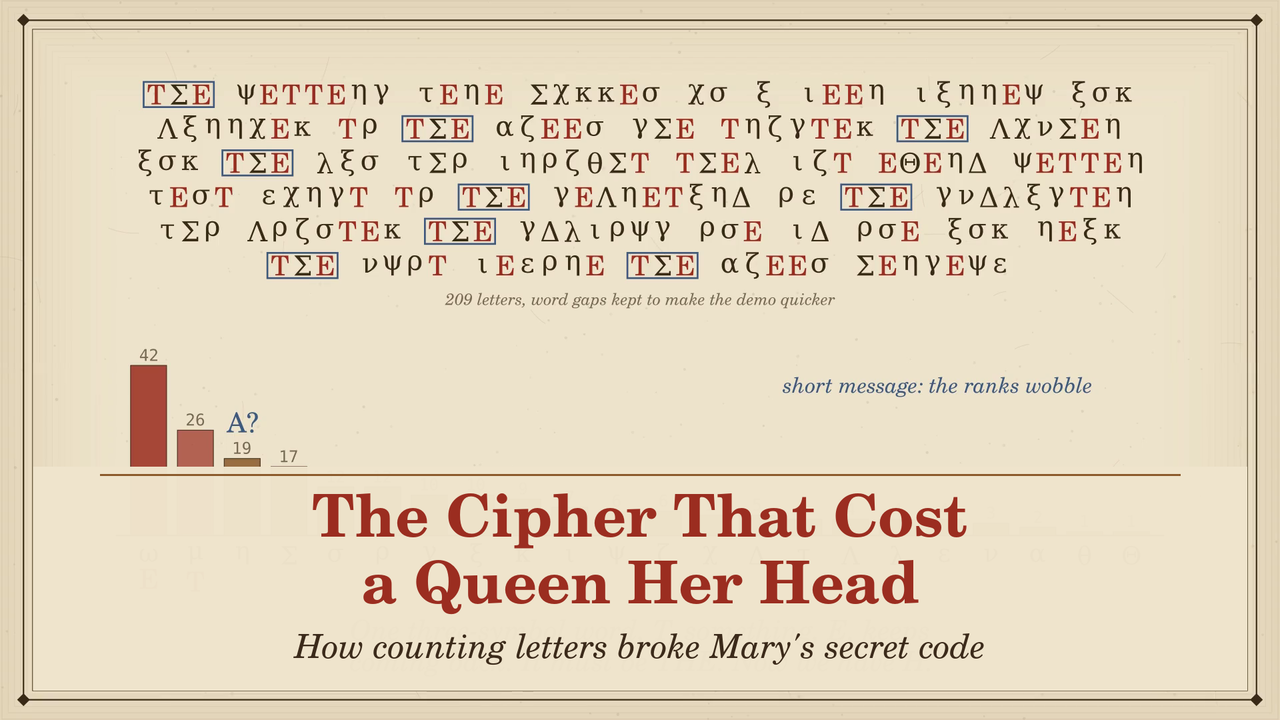 ΤΣΕ ψΕΤΤΕηγ τΕηΕ ΣχκκΕσ χσ ξ ιΕΕη ιξηηΕψ ξσκ
ΛξηηχΕκ Τρ ΤΣΕ αζΕΕσ γΣΕ ΤηζγΤΕκ ΤΣΕ ΛχνΣΕη
ξσκ ΤΣΕ λξσ τΣρ ιηρζθΣΤ ΤΣΕλ ιζΤ ΕΘΕηΔ ψΕΤΤΕη
τΕσΤ εχηγΤ Τρ ΤΣΕ γΕΛηΕΤξηΔ ρε ΤΣΕ γνΔλξγΤΕη
τΣρ ΛρζσΤΕκ ΤΣΕ γΔλιρψγ ρσΕ ιΔ ρσΕ ξσκ ηΕξκ
ΤΣΕ νψρΤ ιΕερηΕ ΤΣΕ αζΕΕσ ΣΕηγΕψε
209 letters, word gaps kept to make the demo quicker
42
26
A?
19
17
short message: the ranks wobble
The Cipher That Cost
a Queen Her Head
How counting letters broke Mary's secret code